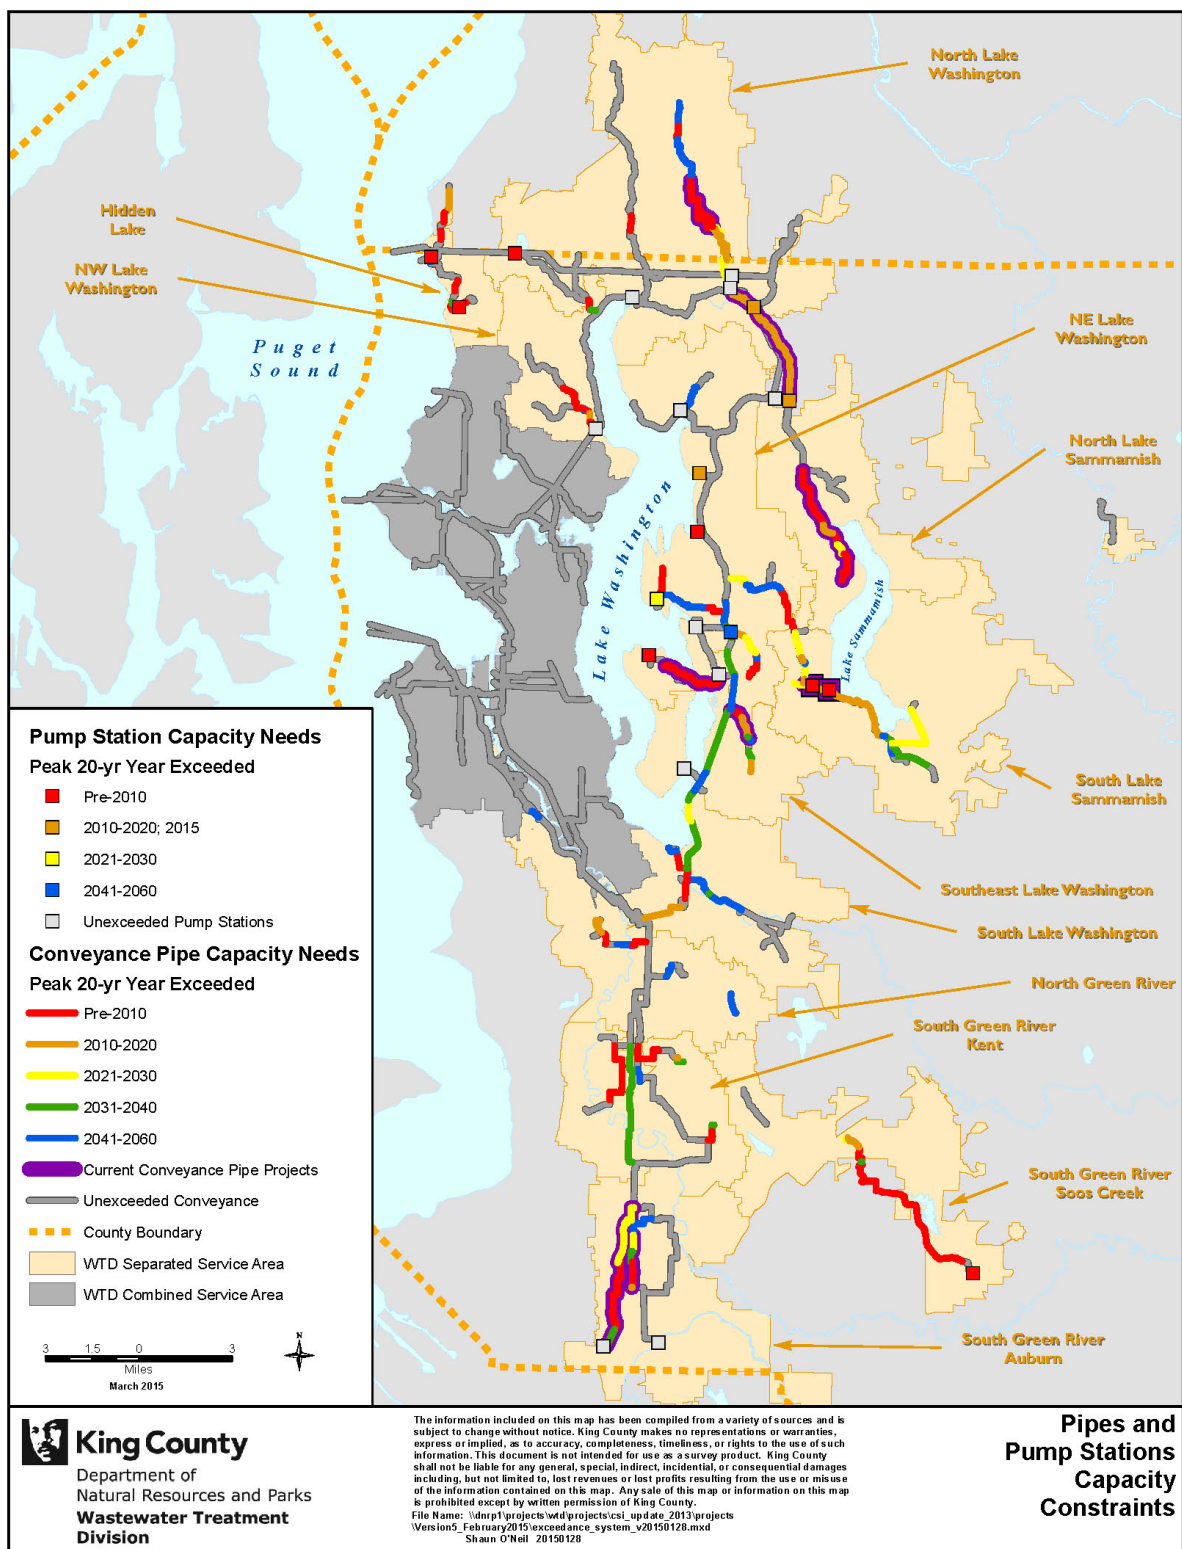 North Lake
Washington
Hidden
Lake
NW Lake
Washington
Puget
Sound
NE Lake
Washington
North Lake
Sammamish
Lake Washington
Lake Sammamish
South Lake
Sammamish
Southeast Lake Washington
South Lake Washington
North Green River
South Green River
Kent
South Green River
Soos Creek
South Green River
Auburn
Pump Station Capacity Needs
Peak 20-yr Year Exceeded
Pre-2010
2010-2020; 2015
2021-2030
2041-2060
Unexceeded Pump Stations
Conveyance Pipe Capacity Needs
Peak 20-yr Year Exceeded
Pre-2010
2010-2020
2021-2030
2031-2040
2041-2060
Current Conveyance Pipe Projects
Unexceeded Conveyance
County Boundary
WTD Separated Service Area
WTD Combined Service Area
3 1.5 0 3
Miles
March 2015
N
King County
Department of
Natural Resources and Parks
Wastewater Treatment
Division
The information included on this map has been compiled from a variety of sources and is
subject to change without notice. King County makes no representations or warranties,
express or implied, as to accuracy, completeness, timeliness, or rights to the use of such
information. This document is not intended for use as a survey product. King County
shall not be liable for any general, special, indirect, incidental, or consequential damages
including, but not limited to, lost revenues or lost profits resulting from the use or misuse
of the information contained on this map. Any sale of this map or information on this map
is prohibited except by written permission of King County.
File Name: \\dnrp1\projects\wtd\projects\csi_update_2013\projects
\Version5_February2015\exceedance_system_v20150128.mxd
Shaun O'Neil 20150128
Pipes and
Pump Stations
Capacity
Constraints